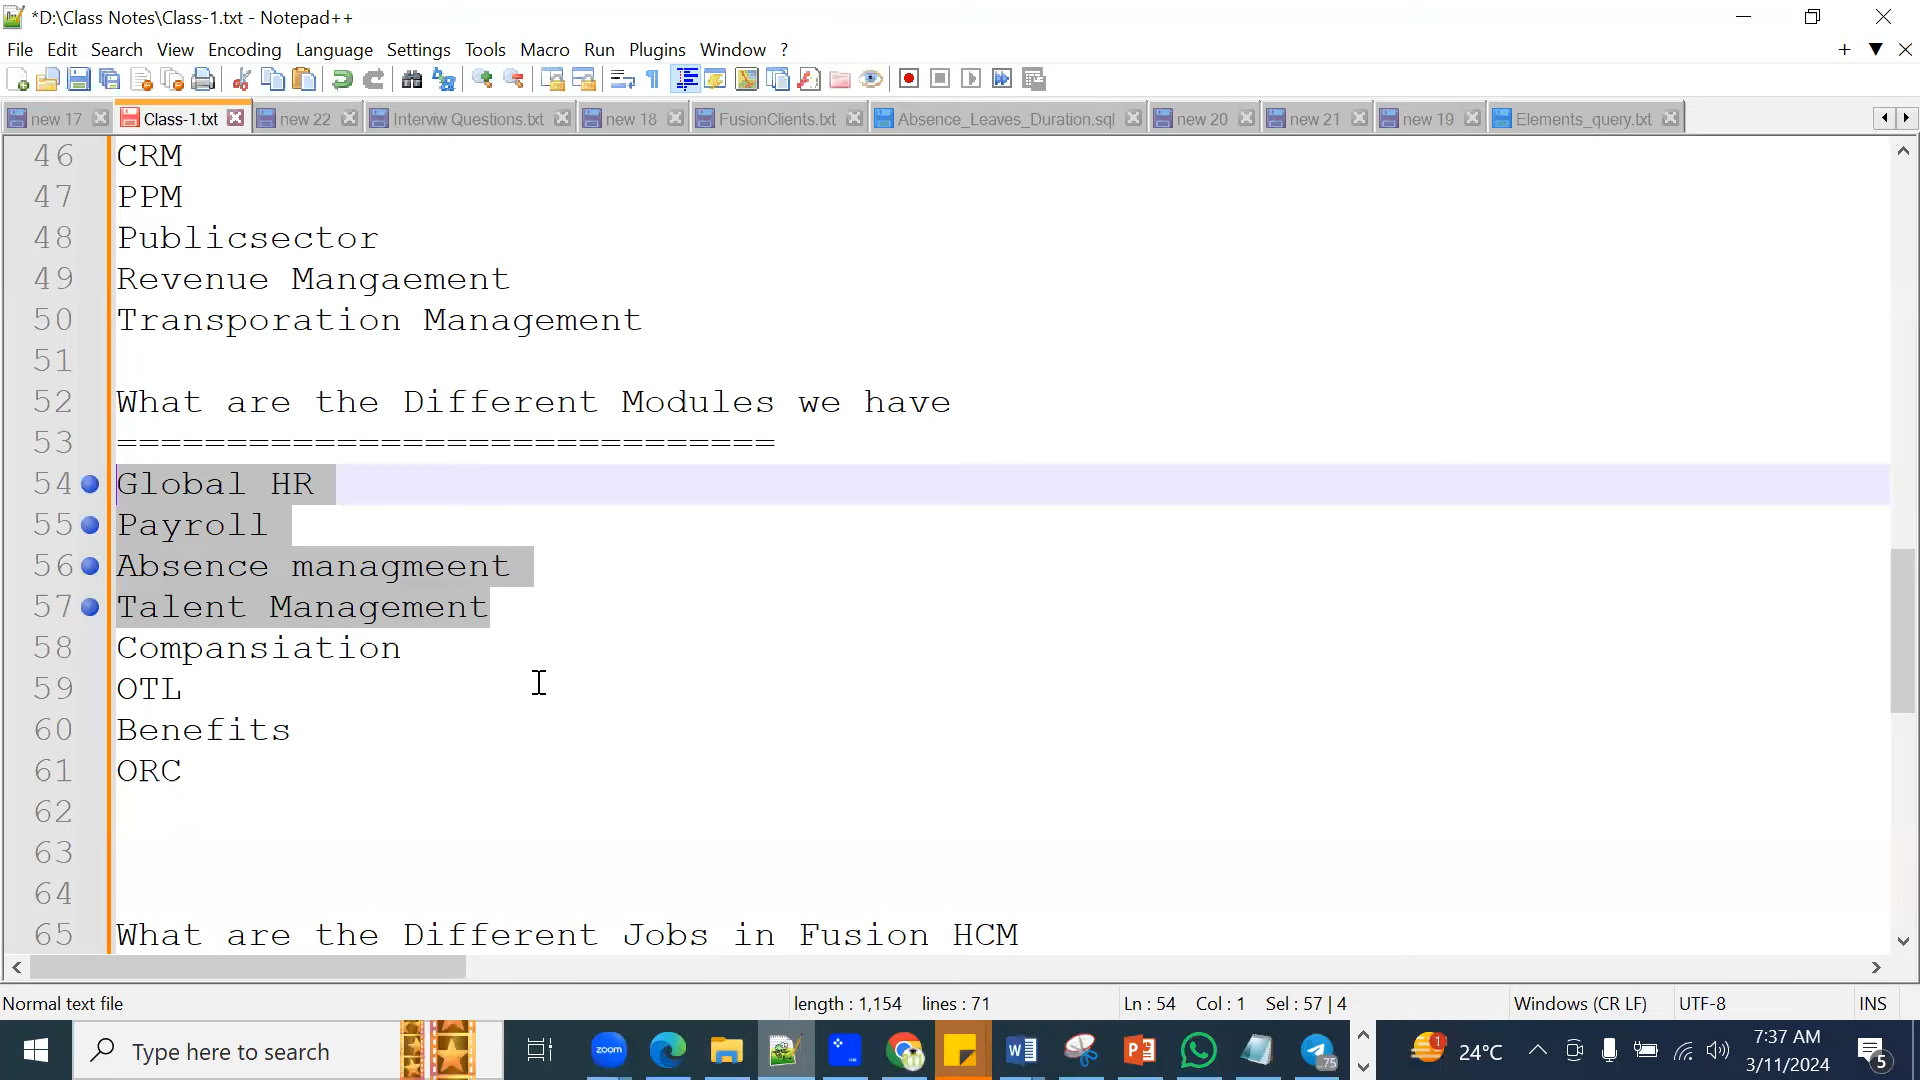 *D:\Class Notes\Class-1.txt - Notepad++
File Edit Search View Encoding Language Settings Tools Macro Run Plugins Window ?
new 17 Class-1.txt new 22 Interviw Questions.txt new 18 FusionClients.txt Absence_Leaves_Duration.sql new 20 new 21 new 19 Elements_query.txt
46 CRM
47 PPM
48 Publicsector
49 Revenue Mangaement
50 Transporation Management
51
52 What are the Different Modules we have
53 ==============================
54 Global HR
55 Payroll
56 Absence managmeent
57 Talent Management
58 Compansiation
59 OTL
60 Benefits
61 ORC
62
63
64
65 What are the Different Jobs in Fusion HCM
Normal text file length : 1,154 lines : 71 Ln : 54 Col : 1 Sel : 57 | 4 Windows (CR LF) UTF-8 INS
Type here to search zoom 75 1 24°C 7:37 AM
3/11/2024 5